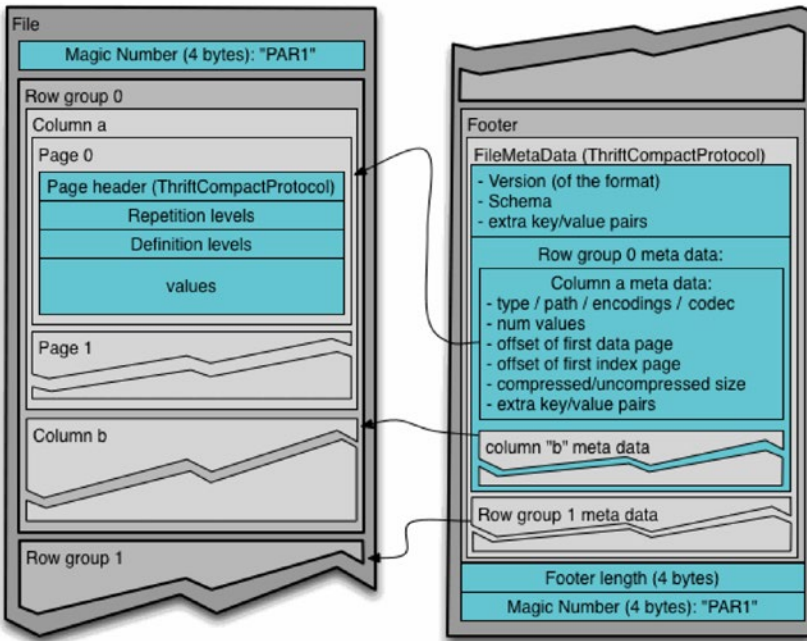 File
Magic Number (4 bytes): "PAR1"
Row group 0
Column a
Page 0
Page header (ThriftCompactProtocol)
Repetition levels
Definition levels
values
Page 1
Column b
Row group 1
Footer
FileMetaData (ThriftCompactProtocol)
- Version (of the format)
- Schema
- extra key/value pairs
Row group 0 meta data:
Column a meta data:
- type / path / encodings / codec
- num values
- offset of first data page
- offset of first index page
- compressed/uncompressed size
- extra key/value pairs
column "b" meta data
Row group 1 meta data
Footer length (4 bytes)
Magic Number (4 bytes): "PAR1"